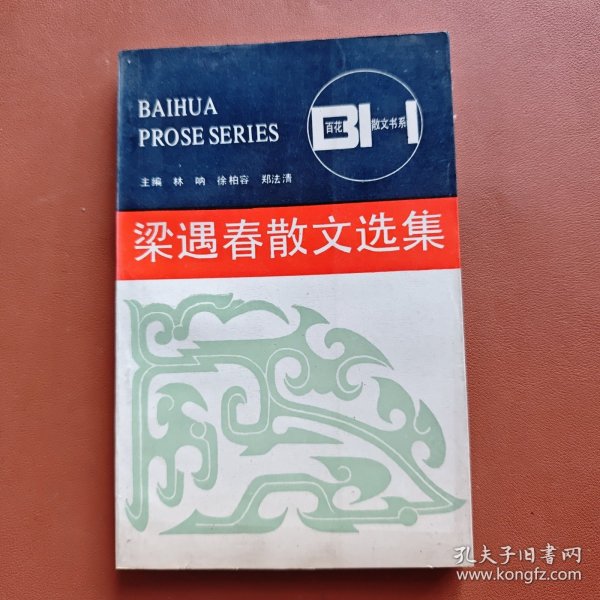 BAIHUA
PROSE SERIES
百花 BH 散文书系
主编 林呐 徐柏容 郑法清
梁遇春散文选集
孔夫子旧书网
www.kongfz.com